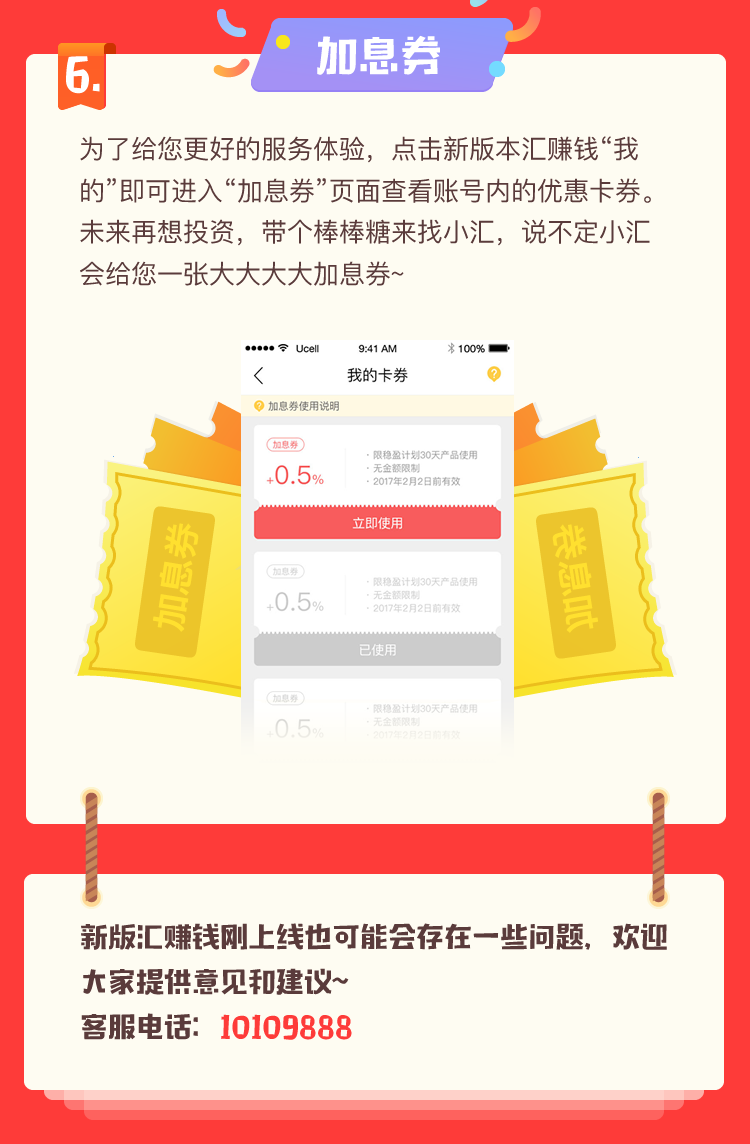 6.
加息券
为了给您更好的服务体验，点击新版本汇赚钱“我
的”即可进入“加息券”页面查看账号内的优惠卡券。
未来再想投资，带个棒棒糖来找小汇，说不定小汇
会给您一张大大大大加息券~
Ucell 9:41 AM 100%
我的卡券
加息券使用说明
加息券
+0.5%
· 限稳盈计划30天产品使用
· 无金额限制
· 2017年2月2日前有效
立即使用
加息券
+0.5%
· 限稳盈计划30天产品使用
· 无金额限制
· 2017年2月2日前有效
已使用
加息券
+0.5%
· 限稳盈计划30天产品使用
· 无金额限制
· 2017年2月2日前有效
加息券
加息券
新版汇赚钱刚上线也可能会存在一些问题，欢迎
大家提供意见和建议~
客服电话：10109888